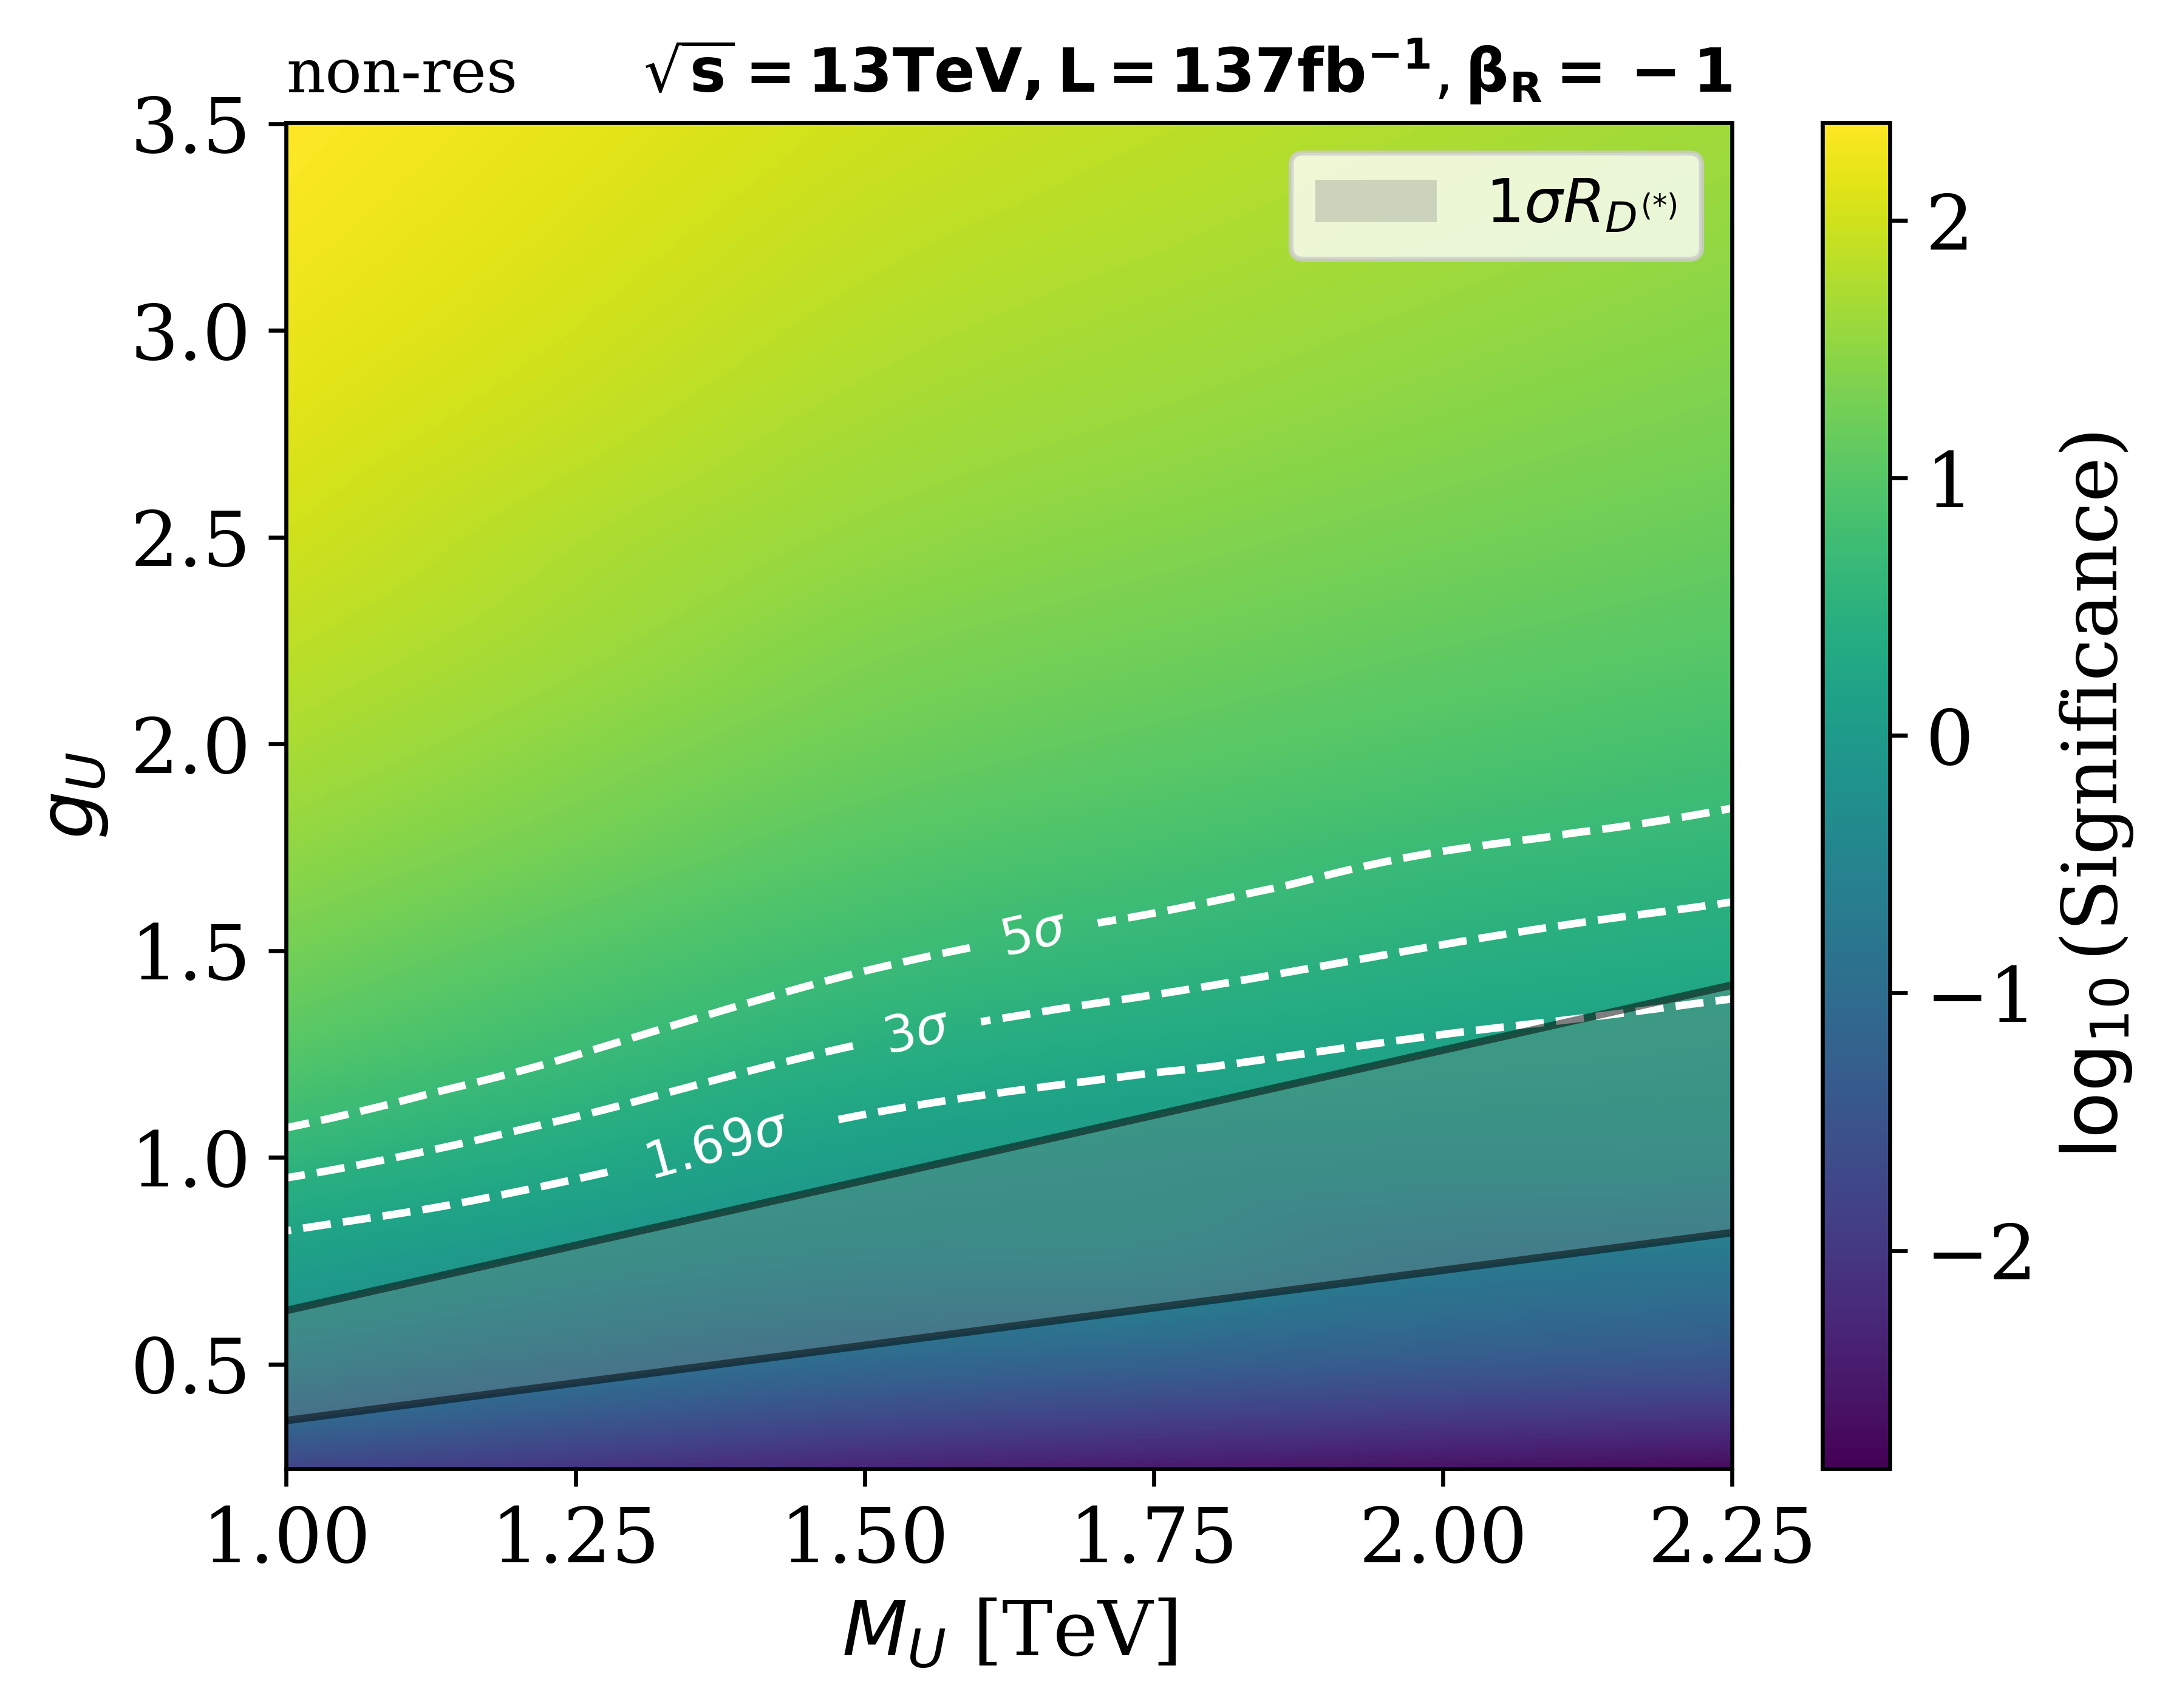 non-res √s = 13TeV, L = 137fb⁻¹, β_R = −1
3.5
3.0
2.5
2.0
1.5
1.0
0.5
g_U
1σR_D(*)
5σ
3σ
1.69σ
1.00 1.25 1.50 1.75 2.00 2.25
M_U [TeV]
2
1
0
−1
−2
log₁₀ (Significance)